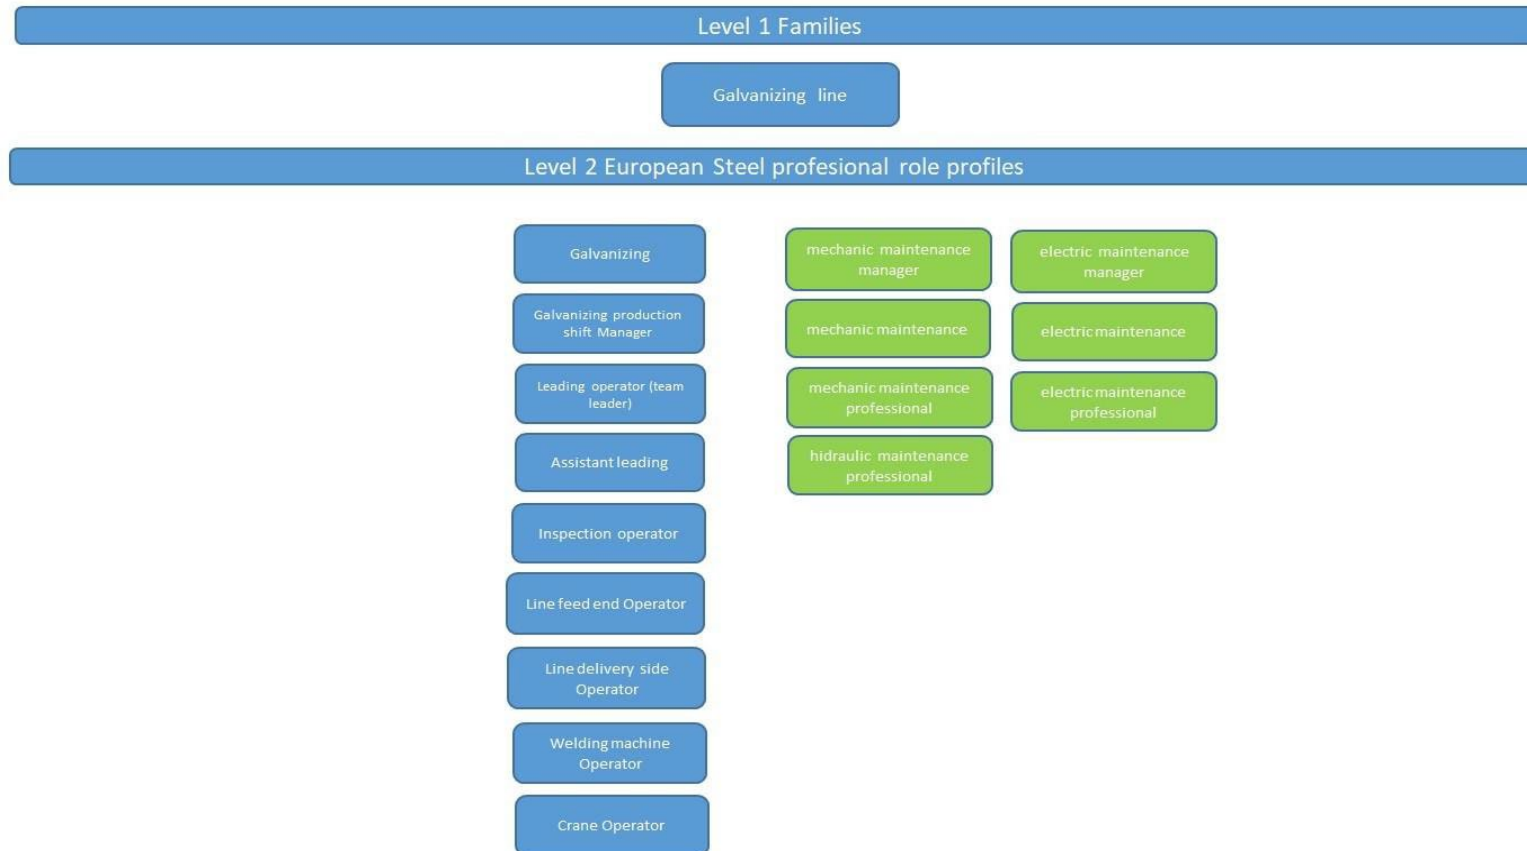 Level 1 Families
Galvanizing line
Level 2 European Steel profesional role profiles
Galvanizing
Galvanizing production
shift Manager
Leading operator (team
leader)
Assistant leading
Inspection operator
Line feed end Operator
Line delivery side
Operator
Welding machine
Operator
Crane Operator
mechanic maintenance
manager
mechanic maintenance
mechanic maintenance
professional
hidraulic maintenance
professional
electric maintenance
manager
electric maintenance
electric maintenance
professional